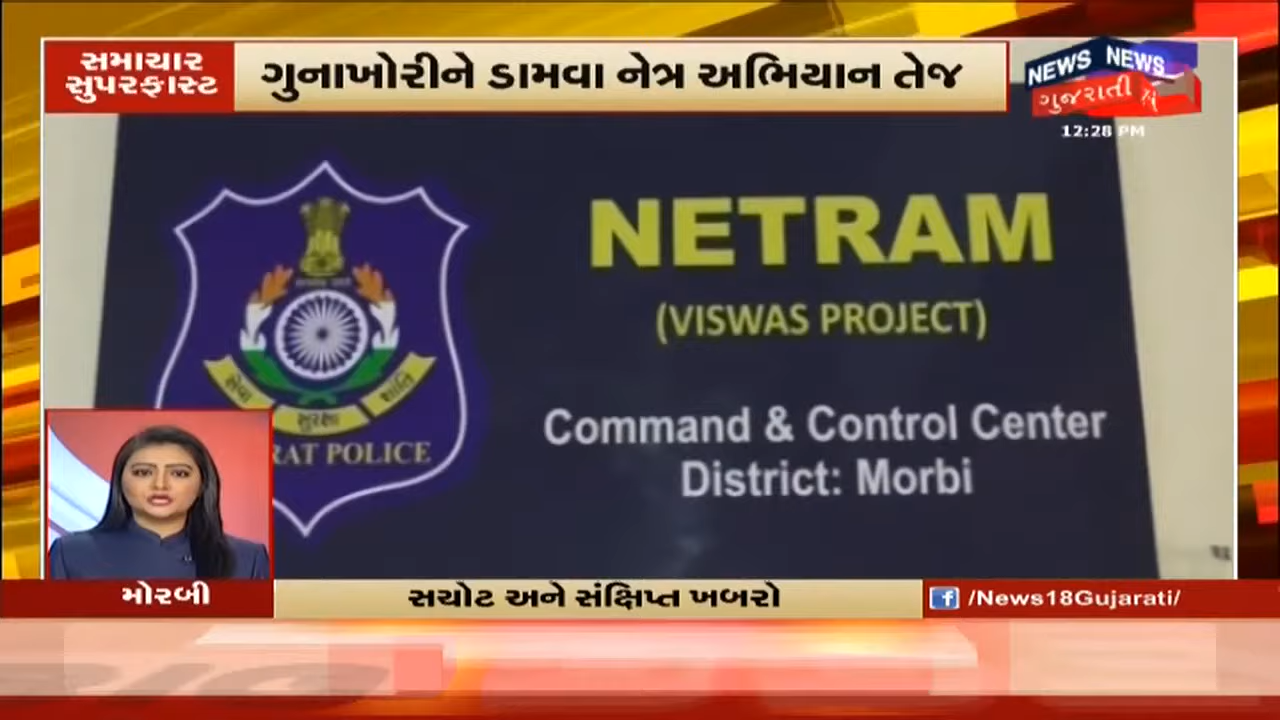 સમાચાર
સુપરફાસ્ટ
ગુનાખોરીને ડામવા નેત્ર અભિયાન તેજ
NEWS NEWS
ગુજરાતી
12:28 PM
NETRAM
(VISWAS PROJECT)
Command & Control Center
District: Morbi
સેવા
સુરક્ષા
શાંતિ
RAT POLICE
મોરબી
સચોટ અને સંક્ષિપ્ત ખબરો
/News18Gujarati/